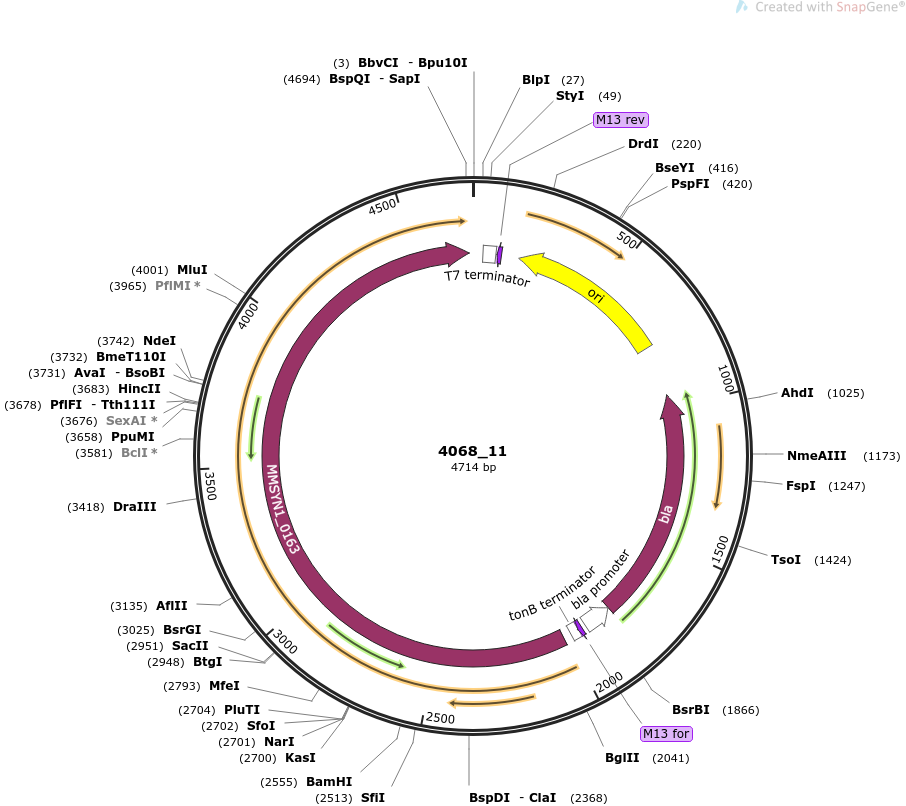 Created with SnapGene®
(3) BbvCI - Bpu10I
(4694) BspQI - SapI
BlpI (27)
StyI (49)
M13 rev
DrdI (220)
BseYI (416)
PspFI (420)
4500
500
T7 terminator
ori
(4001) MluI
(3965) PflMI *
4000
(3742) NdeI
(3732) BmeT110I
(3731) AvaI - BsoBI
(3683) HincII
(3678) PflFI - Tth111I
(3676) SexAI *
(3658) PpuMI
(3581) BclI *
1000
AhdI (1025)
NmeAIII (1173)
FspI (1247)
4068_11
4714 bp
3500
MMSYN1_0163
bla
(3418) DraIII
1500
TsoI (1424)
tonB terminator
bla promoter
(3135) AflII
(3025) BsrGI
(2951) SacII
(2948) BtgI
3000
(2793) MfeI
(2704) PluTI
(2702) SfoI
(2701) NarI
(2700) KasI
2500
2000
BsrBI (1866)
M13 for
BglII (2041)
(2555) BamHI
(2513) SfiI
BspDI - ClaI (2368)